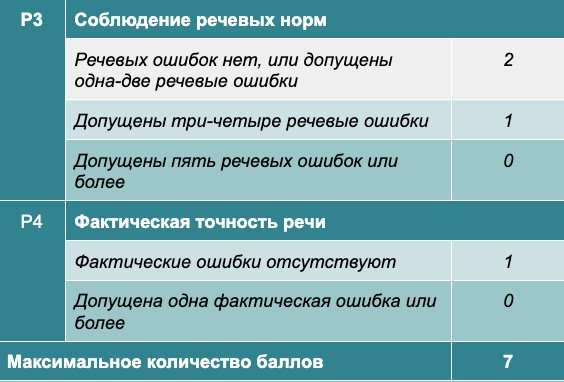 Р3 Соблюдение речевых норм
Речевых ошибок нет, или допущены 2
одна-две речевые ошибки
Допущены три-четыре речевые ошибки 1
Допущены пять речевых ошибок или 0
более
Р4 Фактическая точность речи
Фактические ошибки отсутствуют 1
Допущена одна фактическая ошибка или 0
более
Максимальное количество баллов 7